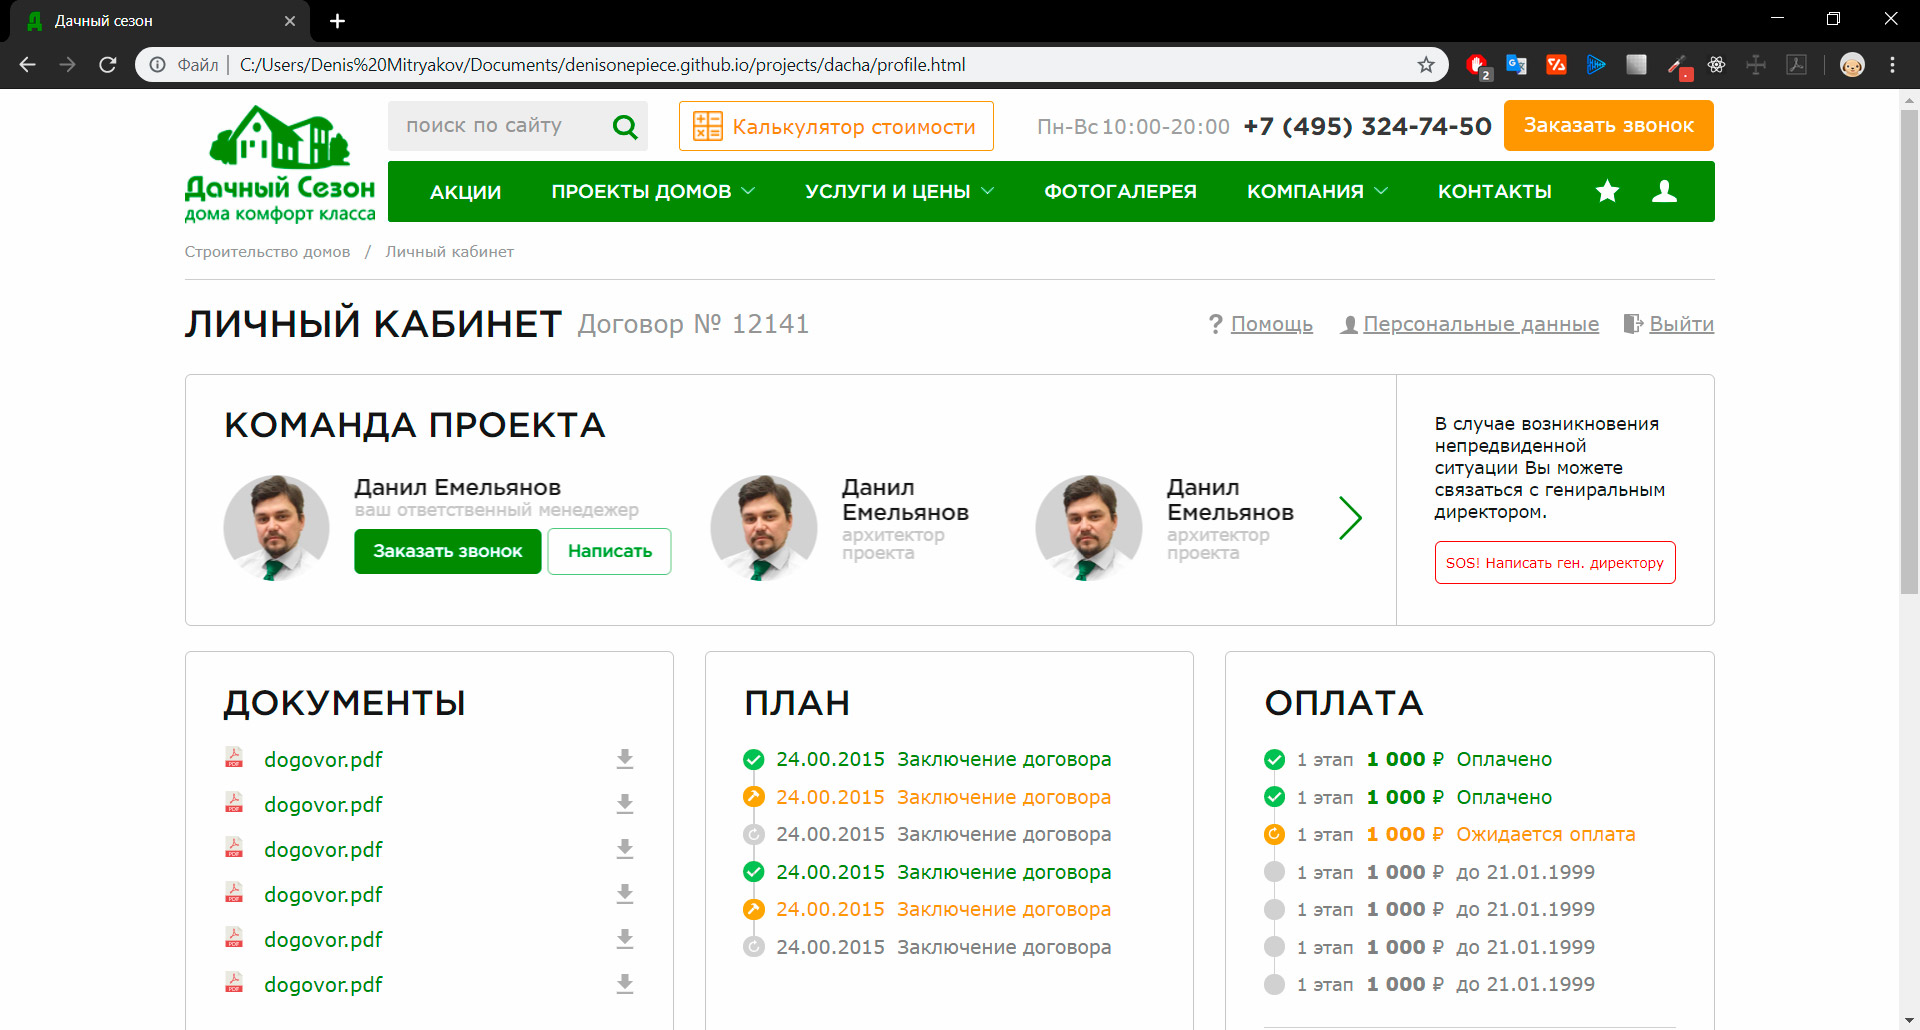 Дачный сезон
Файл C:/Users/Denis%20Mitryakov/Documents/denisonepiece.github.io/projects/dacha/profile.html
2
Дачный Сезон
дома комфорт класса
поиск по сайту
Калькулятор стоимости
Пн-Вс 10:00-20:00 +7 (495) 324-74-50
Заказать звонок
АКЦИИ ПРОЕКТЫ ДОМОВ УСЛУГИ И ЦЕНЫ ФОТОГАЛЕРЕЯ КОМПАНИЯ КОНТАКТЫ
Строительство домов / Личный кабинет
ЛИЧНЫЙ КАБИНЕТ Договор № 12141
? Помощь Персональные данные Выйти
КОМАНДА ПРОЕКТА
Данил Емельянов
ваш ответственный менедежер
Заказать звонок Написать
Данил
Емельянов
архитектор
проекта
Данил
Емельянов
архитектор
проекта
В случае возникновения
непредвиденной
ситуации Вы можете
связаться с гениральным
директором.
SOS! Написать ген. директору
ДОКУМЕНТЫ
PDF dogovor.pdf
PDF dogovor.pdf
PDF dogovor.pdf
PDF dogovor.pdf
PDF dogovor.pdf
PDF dogovor.pdf
ПЛАН
24.00.2015 Заключение договора
24.00.2015 Заключение договора
24.00.2015 Заключение договора
24.00.2015 Заключение договора
24.00.2015 Заключение договора
24.00.2015 Заключение договора
ОПЛАТА
1 этап 1 000 ₽ Оплачено
1 этап 1 000 ₽ Оплачено
1 этап 1 000 ₽ Ожидается оплата
1 этап 1 000 ₽ до 21.01.1999
1 этап 1 000 ₽ до 21.01.1999
1 этап 1 000 ₽ до 21.01.1999
1 этап 1 000 ₽ до 21.01.1999